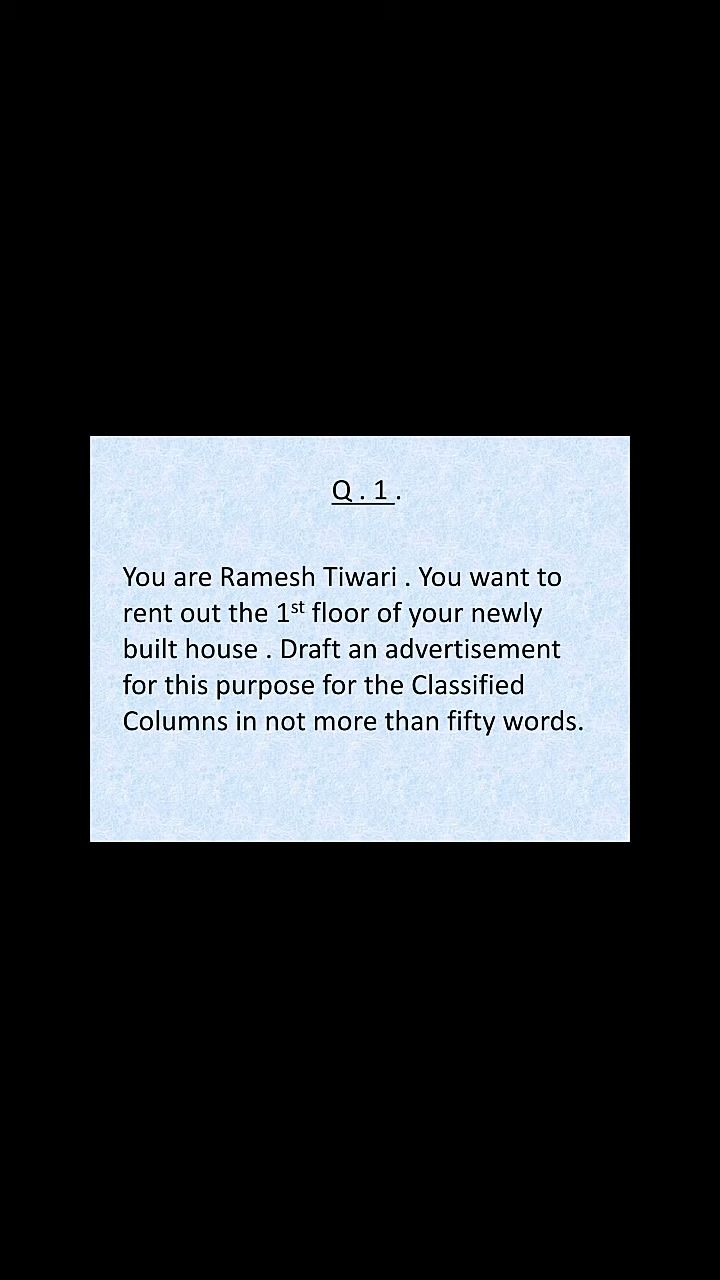 Q . 1 .
You are Ramesh Tiwari . You want to
rent out the 1st floor of your newly
built house . Draft an advertisement
for this purpose for the Classified
Columns in not more than fifty words.